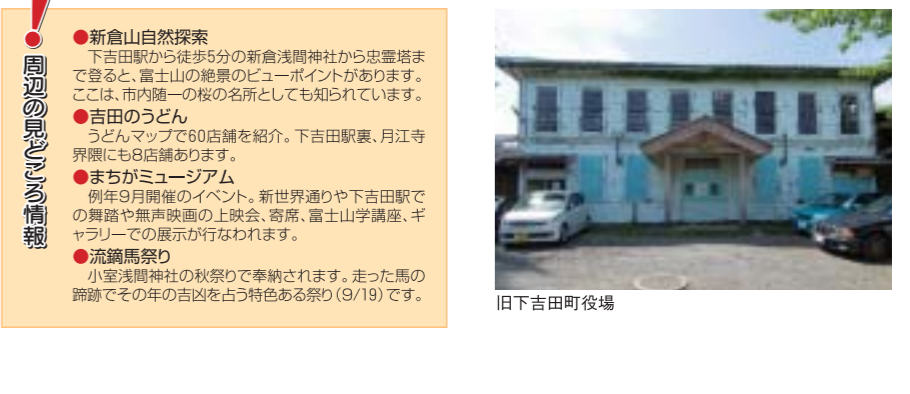 周辺の見どころ情報
●新倉山自然探索
　下吉田駅から徒歩5分の新倉浅間神社から忠霊塔ま
で登ると、富士山の絶景のビューポイントがあります。
ここは、市内随一の桜の名所としても知られています。
●吉田のうどん
　うどんマップで60店舗を紹介。下吉田駅裏、月江寺
界隈にも8店舗あります。
●まちがミュージアム
　例年9月開催のイベント。新世界通りや下吉田駅で
の舞踏や無声映画の上映会、寄席、富士山学講座、ギ
ャラリーでの展示が行なわれます。
●流鏑馬祭り
　小室浅間神社の秋祭りで奉納されます。走った馬の
蹄跡でその年の吉凶を占う特色ある祭り(9/19)です。
旧下吉田町役場